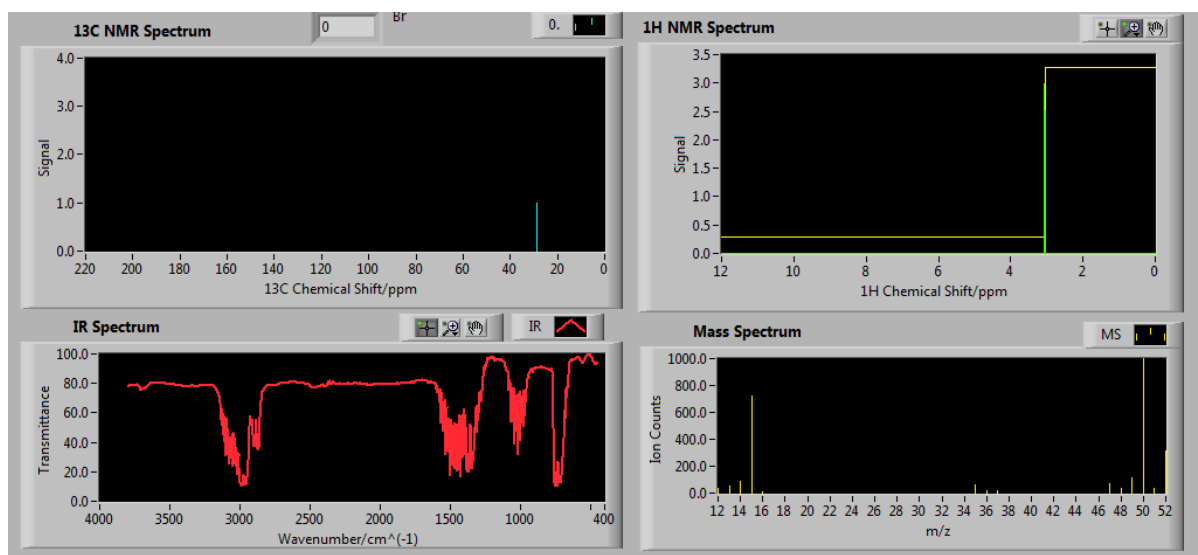 13C NMR Spectrum
0
Br
0.
4.0
3.0
2.0
1.0
0.0
Signal
220 200 180 160 140 120 100 80 60 40 20 0
13C Chemical Shift/ppm
1H NMR Spectrum
3.5
3.0
2.5
2.0
1.5
1.0
0.5
0.0
Signal
12 10 8 6 4 2 0
1H Chemical Shift/ppm
IR Spectrum
IR
100.0
80.0
60.0
40.0
20.0
0.0
Transmittance
4000 3000 2000 1000 400
Wavenumber/cm^(-1)
Mass Spectrum
MS
1000.0
800.0
600.0
400.0
200.0
0.0
Ion Counts
12 14 16 18 20 22 24 26 28 30 32 34 36 38 40 42 44 46 48 50 52
m/z